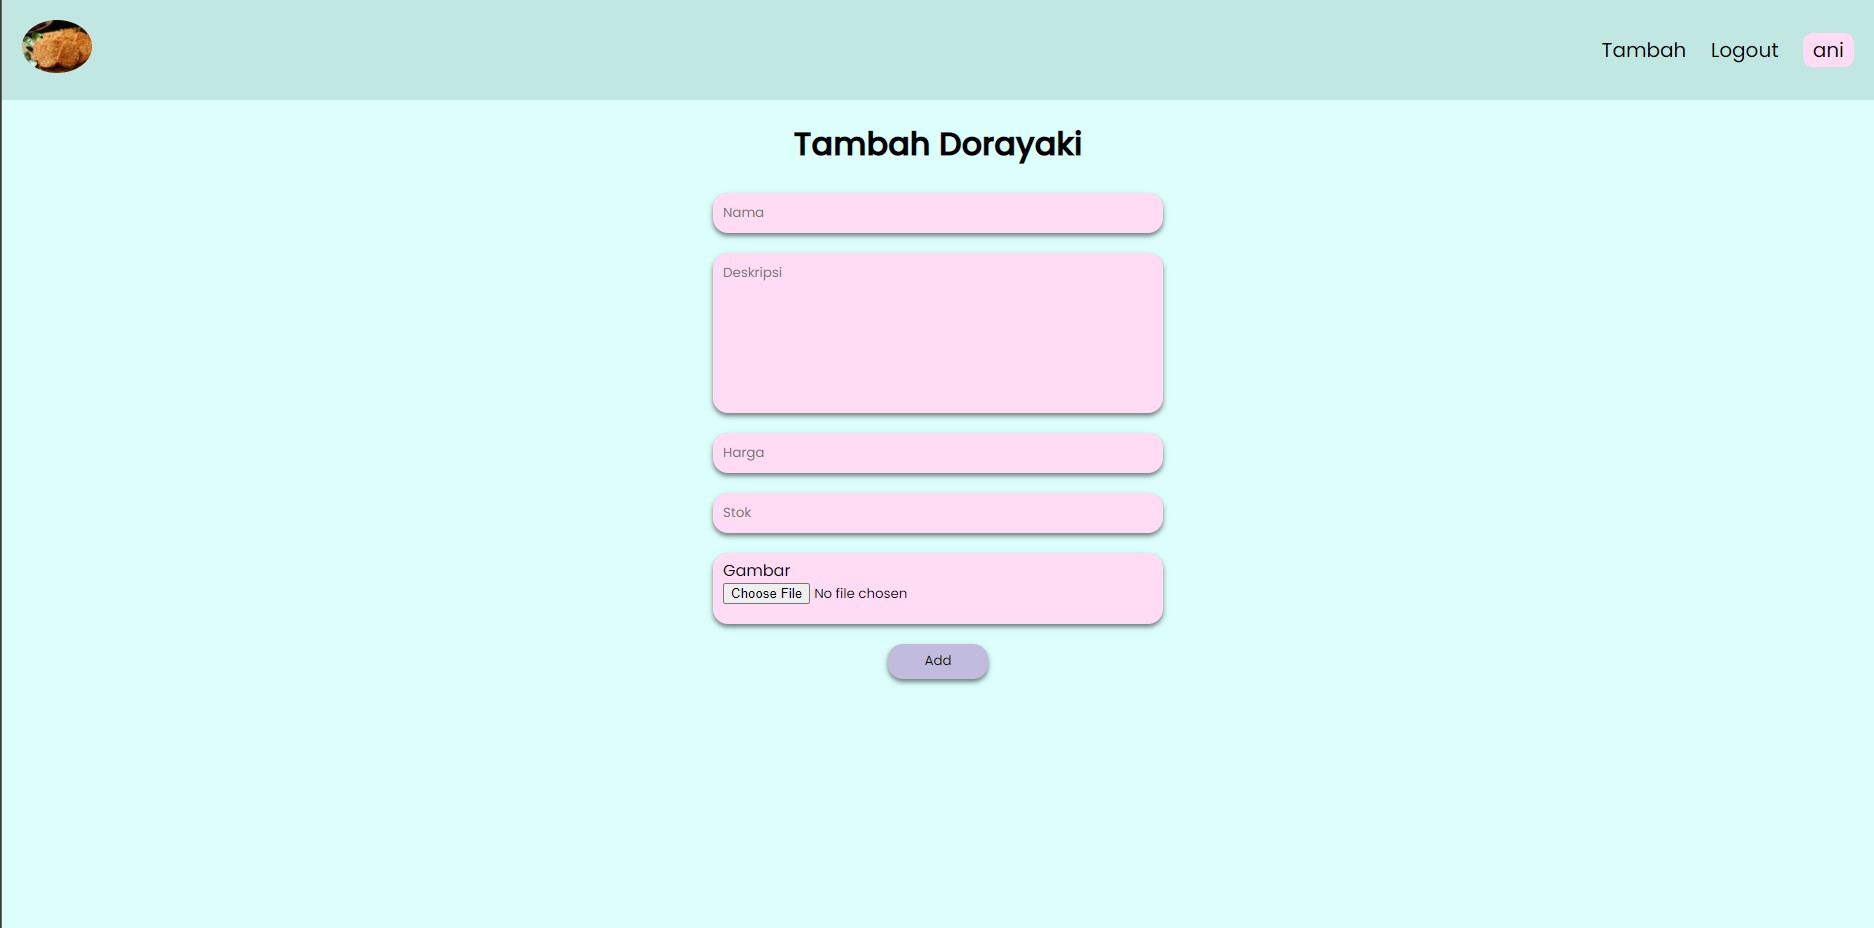 Tambah Logout ani
Tambah Dorayaki
Nama
Deskripsi
Harga
Stok
Gambar
Choose File No file chosen
Add